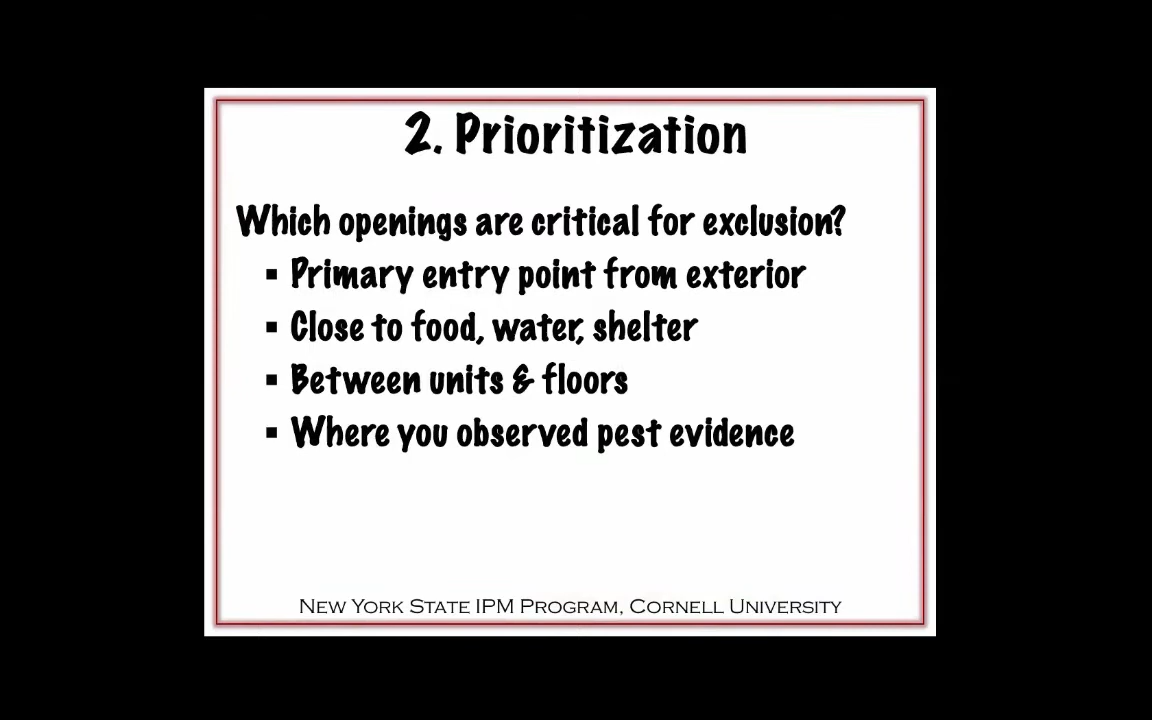 2. Prioritization
Which openings are critical for exclusion?
▪ Primary entry point from exterior
▪ Close to food, water, shelter
▪ Between units & floors
▪ Where you observed pest evidence
New York State IPM Program, Cornell University